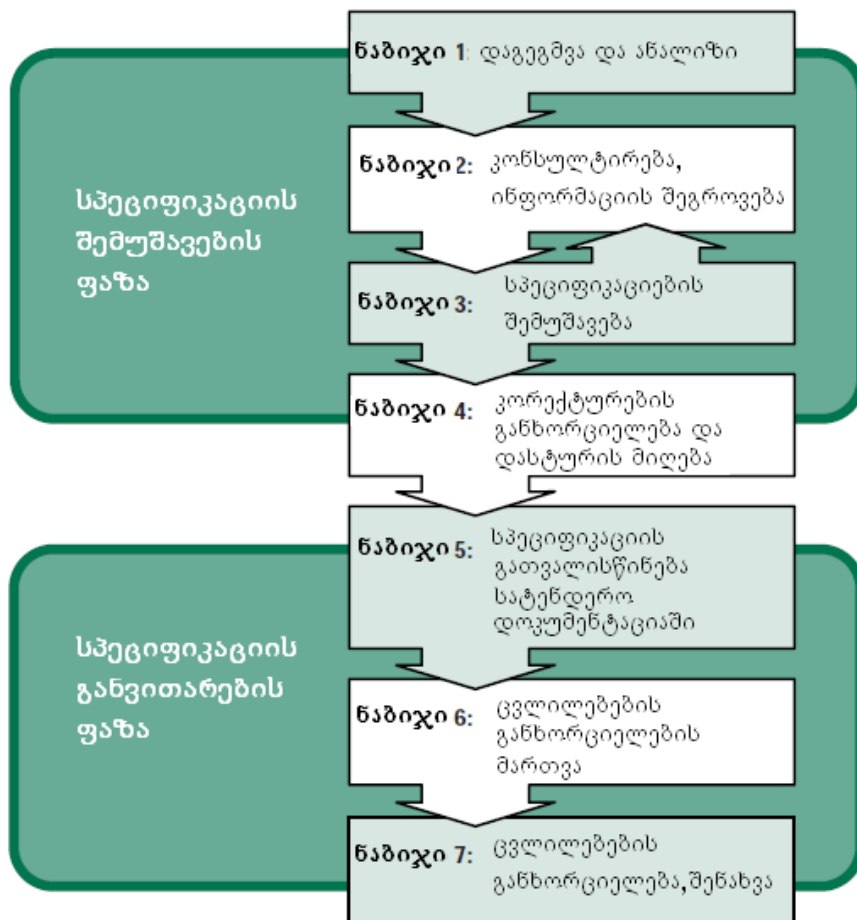 ნაბიჯი 1: დაგეგმვა და ანალიზი
ნაბიჯი 2: კონსულტირება,
ინფორმაციის შეგროვება
სპეციფიკაციის
შემუშავების
ფაზა
ნაბიჯი 3: სპეციფიკაციების
შემუშავება
ნაბიჯი 4: კორექტურების
განხორციელება და
დასტურის მიღება
ნაბიჯი 5: სპეციფიკაციის
გათვალისწინება
სატენდერო
დოკუმენტაციაში
სპეციფიკაციის
განვითარების
ფაზა
ნაბიჯი 6: ცვლილებების
განხორციელების
მართვა
ნაბიჯი 7: ცვლილებების
განხორციელება,შენახვა